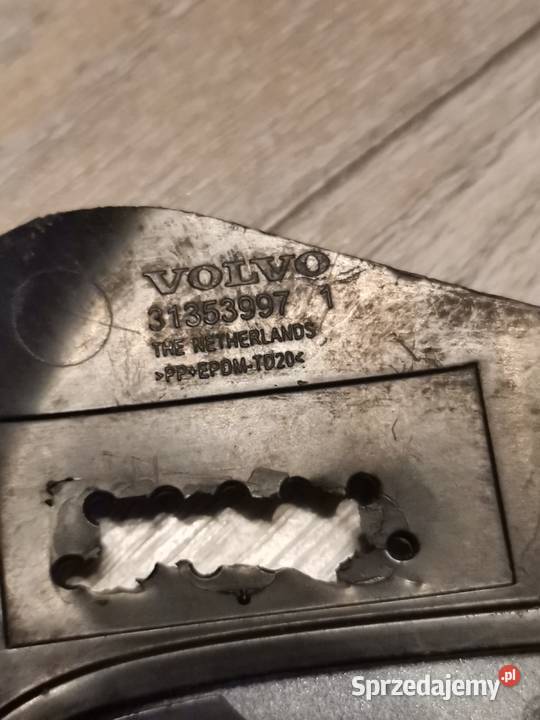 VOLVO
31353997 1
THE NETHERLANDS
>PP+EPDM-TD20<
Sprzedajemy.pl